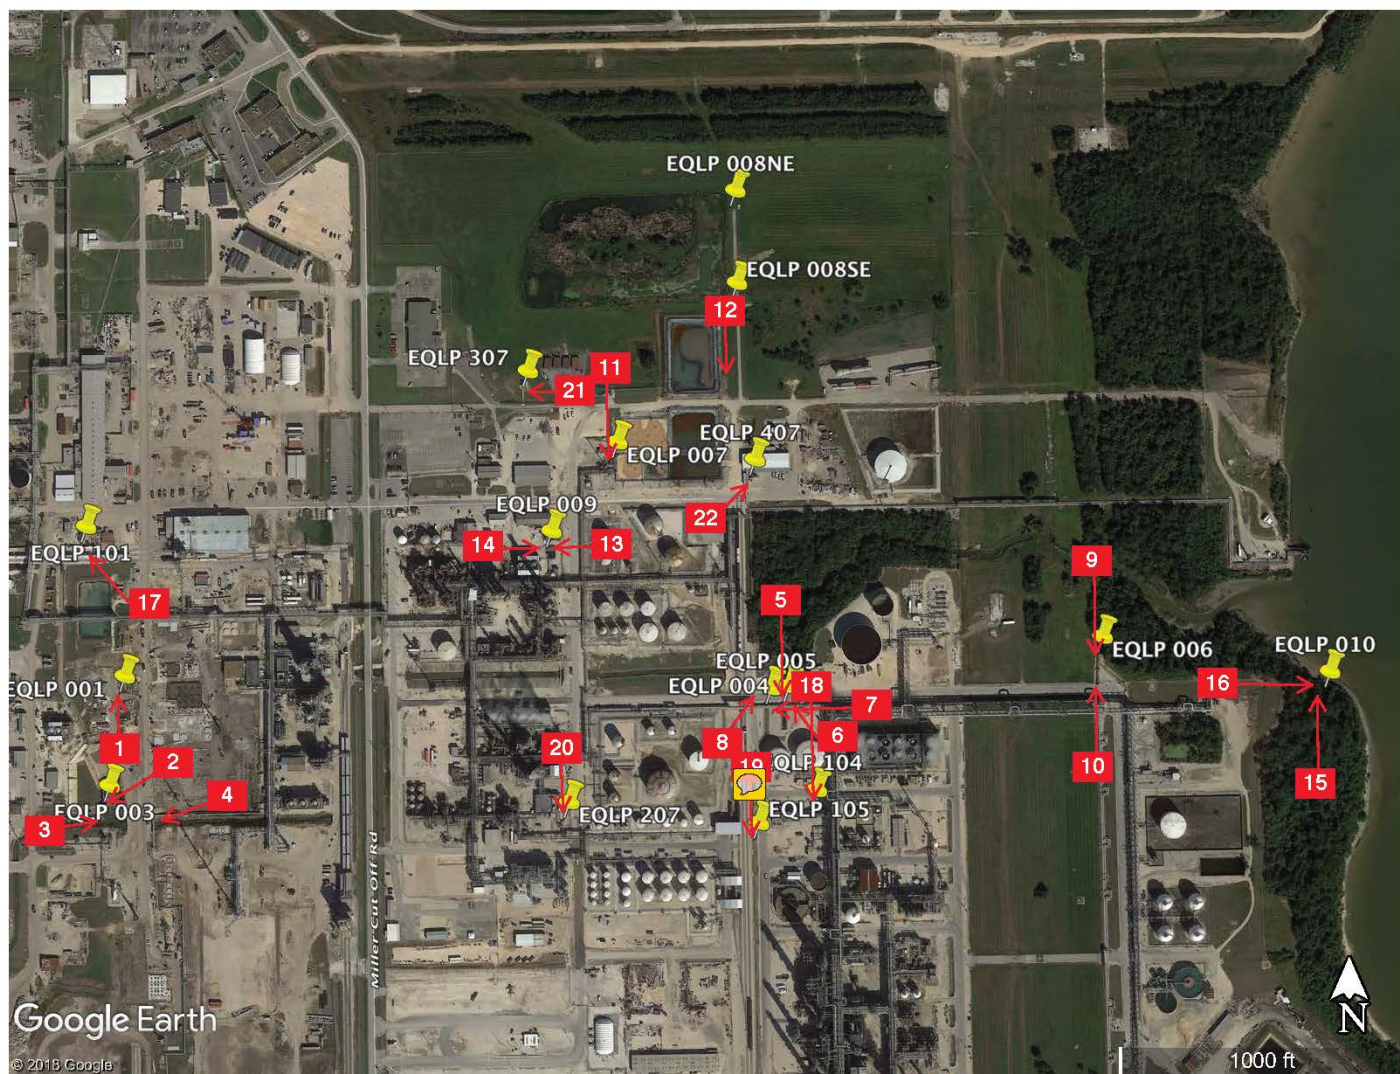 EQLP 008NE
EQLP 008SE
12
EQLP 307
11
21
EQLP 407
EQLP 007
EQLP 009
22
14
13
EQLP 101
9
17
5
EQLP 006
EQLP 005
EQLP 010
EQLP 001
EQLP 004
18
16
7
1
8
6
20
2
19
EQLP 104
10
15
4
EQLP 003
EQLP 105
EQLP 207
3
Miller Cut Off Rd
Google Earth
N
© 2018 Google
1000 ft